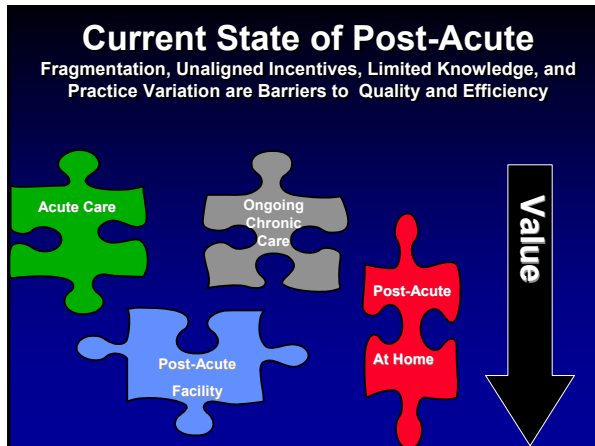 Current State of Post-Acute
Fragmentation, Unaligned Incentives, Limited Knowledge, and
Practice Variation are Barriers to Quality and Efficiency
Acute Care
Ongoing
Chronic
Care
Post-Acute
At Home
Post-Acute
Facility
Value